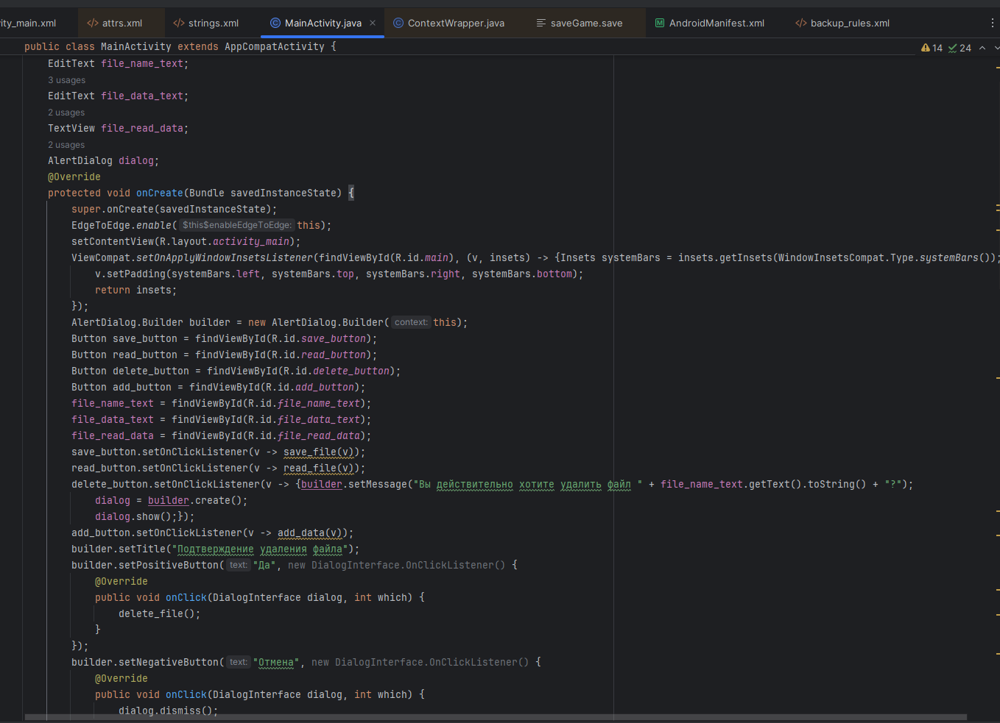 ity_main.xml </> attrs.xml </> strings.xml MainActivity.java × ContextWrapper.java saveGame.save AndroidManifest.xml </> backup_rules.xml
public class MainActivity extends AppCompatActivity { 14 24
EditText file_name_text;
3 usages
EditText file_data_text;
2 usages
TextView file_read_data;
2 usages
AlertDialog dialog;
@Override
protected void onCreate(Bundle savedInstanceState) {
super.onCreate(savedInstanceState);
EdgeToEdge.enable( $this$enableEdgeToEdge: this);
setContentView(R.layout.activity_main);
ViewCompat.setOnApplyWindowInsetsListener(findViewById(R.id.main), (v, insets) -> {Insets systemBars = insets.getInsets(WindowInsetsCompat.Type.systemBars());
v.setPadding(systemBars.left, systemBars.top, systemBars.right, systemBars.bottom);
return insets;
});
AlertDialog.Builder builder = new AlertDialog.Builder( context: this);
Button save_button = findViewById(R.id.save_button);
Button read_button = findViewById(R.id.read_button);
Button delete_button = findViewById(R.id.delete_button);
Button add_button = findViewById(R.id.add_button);
file_name_text = findViewById(R.id.file_name_text);
file_data_text = findViewById(R.id.file_data_text);
file_read_data = findViewById(R.id.file_read_data);
save_button.setOnClickListener(v -> save_file(v));
read_button.setOnClickListener(v -> read_file(v));
delete_button.setOnClickListener(v -> {builder.setMessage("Вы действительно хотите удалить файл " + file_name_text.getText().toString() + "?");
dialog = builder.create();
dialog.show();});
add_button.setOnClickListener(v -> add_data(v));
builder.setTitle("Подтверждение удаления файла");
builder.setPositiveButton( text: "Да", new DialogInterface.OnClickListener() {
@Override
public void onClick(DialogInterface dialog, int which) {
delete_file();
}
});
builder.setNegativeButton( text: "Отмена", new DialogInterface.OnClickListener() {
@Override
public void onClick(DialogInterface dialog, int which) {
dialog.dismiss();